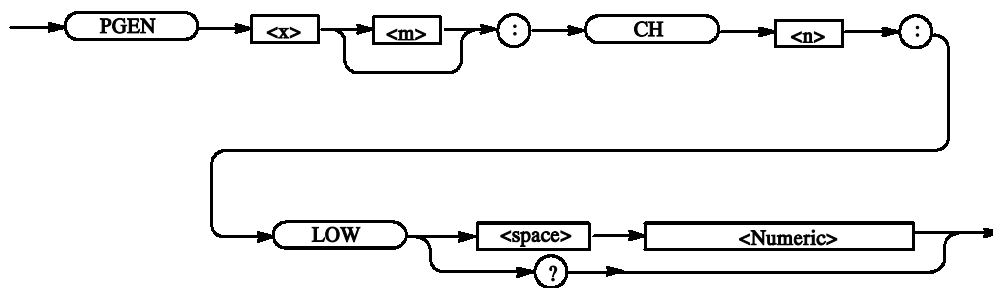 PGEN <x> <m> : CH <n> :
LOW <space> <Numeric>
?